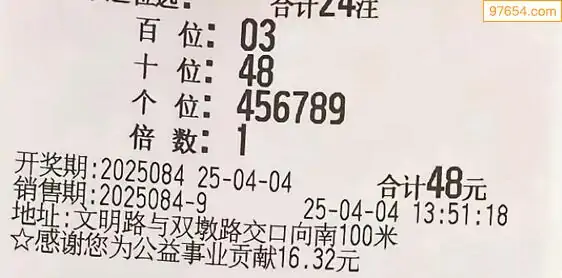 97654.com
合计24注
百位:03
十位:48
个位:456789
倍数:1
开奖期:2025084 25-04-04 合计48元
销售期:2025084-9 25-04-04 13:51:18
地址:文明路与双墩路交口向南100米
☆感谢您为公益事业贡献16.32元